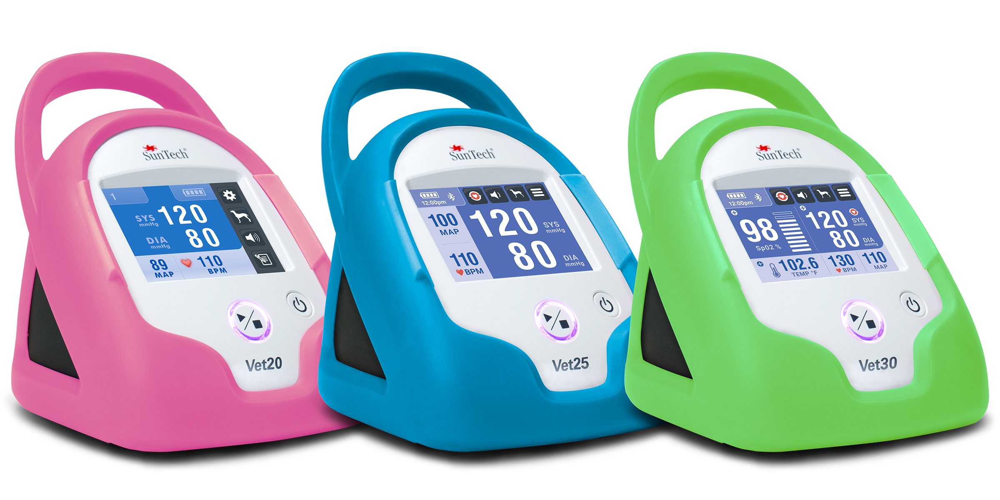 SunTech®
1
SYS
mmHg
120
DIA
mmHg
80
89
MAP
110
BPM
Vet20
SunTech®
12:00pm
100
MAP
110
BPM
120
SYS
mmHg
80
DIA
mmHg
Vet25
SunTech®
12:00pm
98
Sp02 %
120
SYS
mmHg
80
DIA
mmHg
102.6
TEMP °F
130
BPM
110
MAP
Vet30